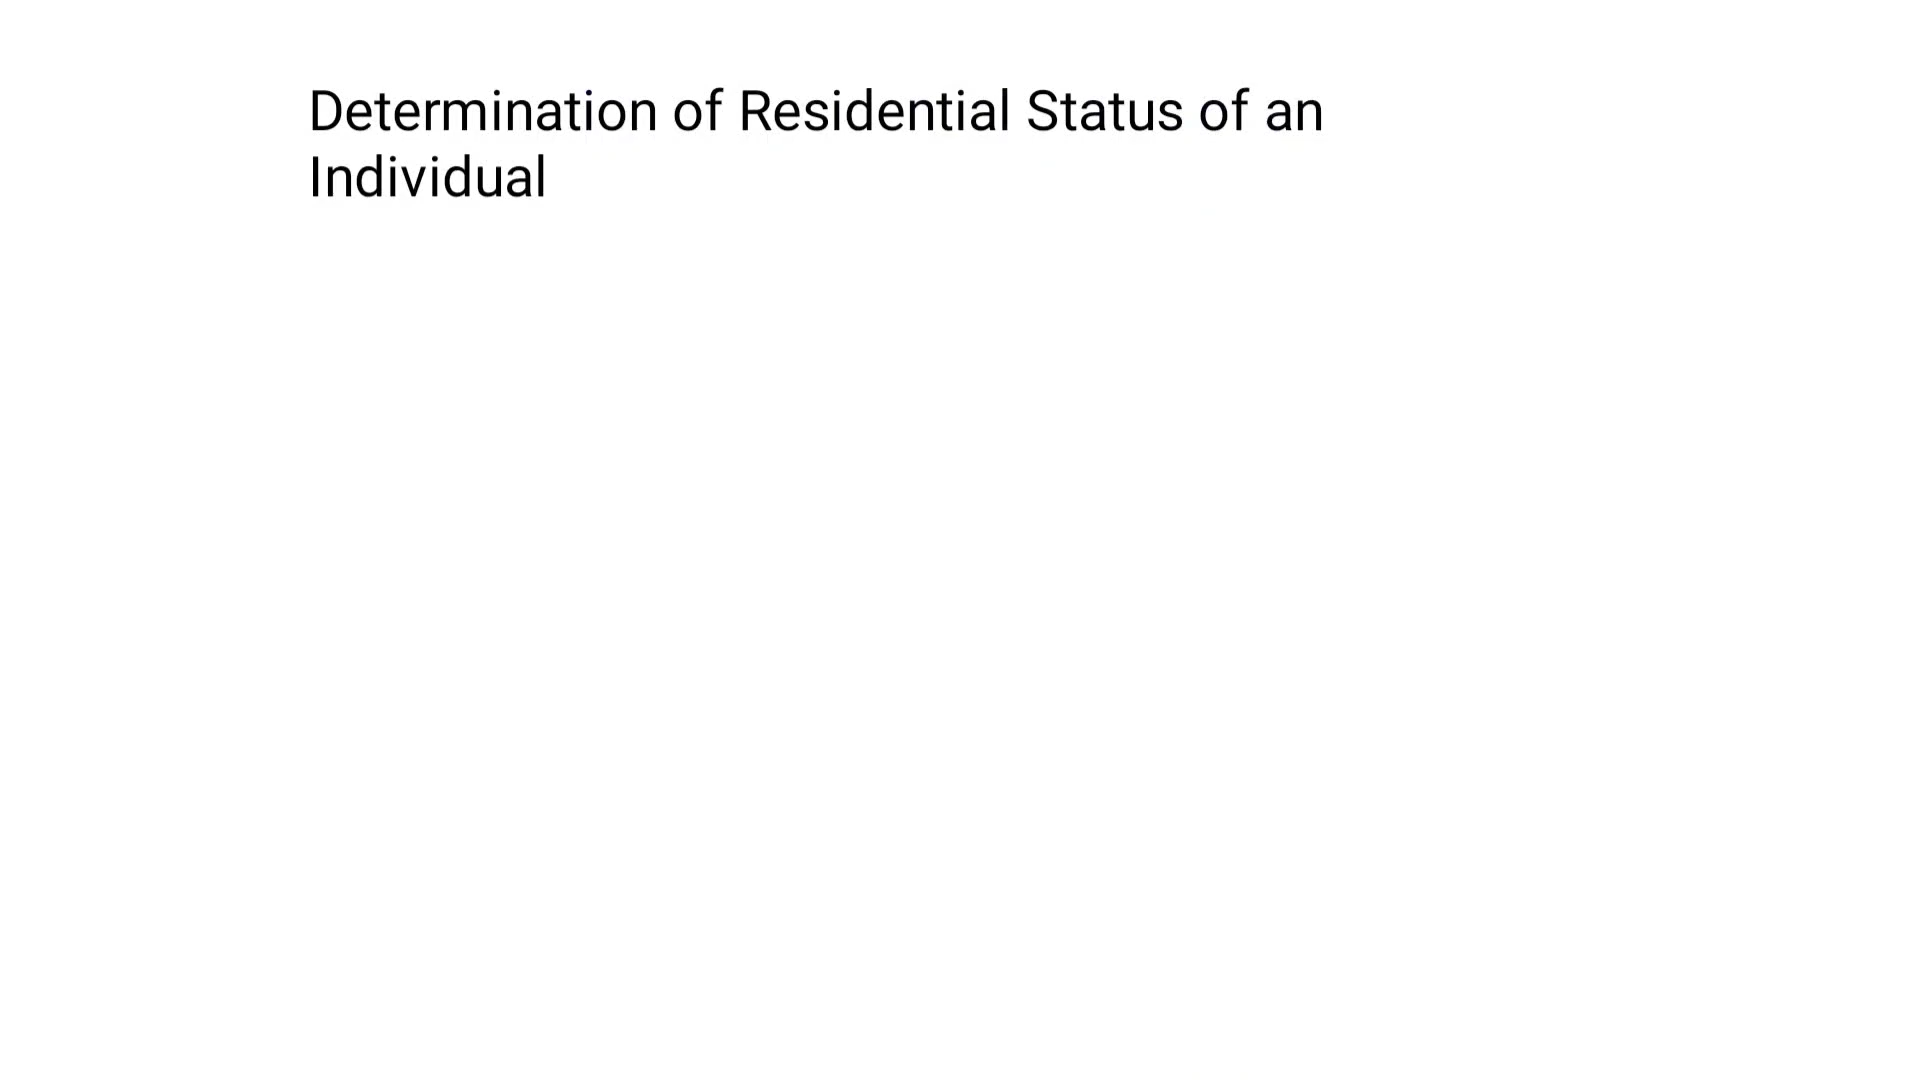 Determination of Residential Status of an
Individual